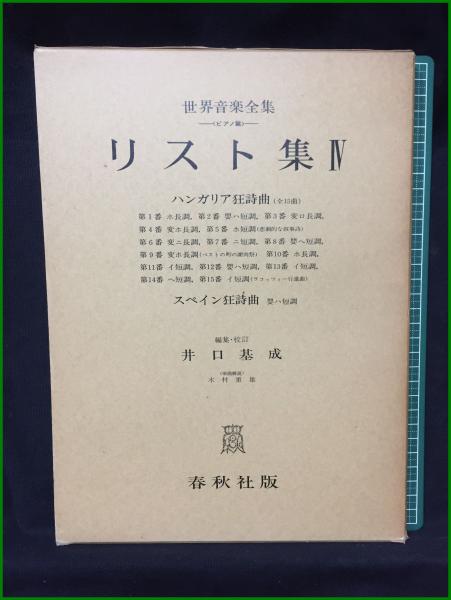 世界音楽全集
―〈ピアノ篇〉―
リスト集 Ⅳ
ハンガリア狂詩曲(全15曲)
第1番 ホ長調, 第2番 嬰ハ短調, 第3番 変ロ長調,
第4番 変ホ長調, 第5番 ホ短調(悲劇的な叙事詩)
第6番 変ニ長調, 第7番 ニ短調, 第8番 嬰ヘ短調,
第9番 変ホ長調(ペストの町の謝肉祭) 第10番 ホ長調,
第11番 イ短調, 第12番 嬰ハ短調, 第13番 イ短調,
第14番 ヘ短調, 第15番 イ短調(ラコッツィー行進曲)
スペイン狂詩曲 嬰ハ短調
編集・校訂
井口基成
(楽曲解説)
木村重雄
春秋社版